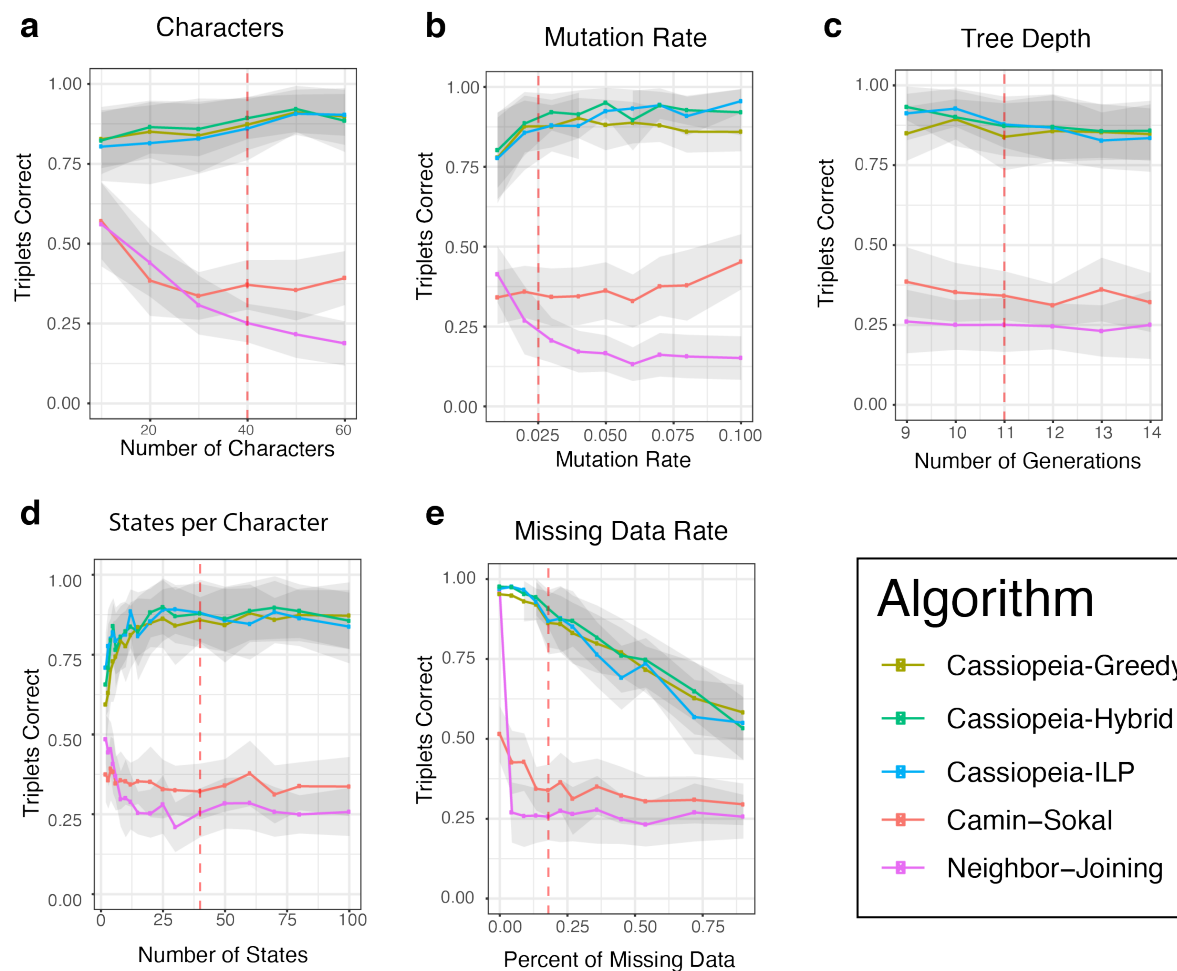 a
Characters
Triplets Correct
1.00
0.75
0.50
0.25
0.00
20
40
60
Number of Characters
b
Mutation Rate
Triplets Correct
1.00
0.75
0.50
0.25
0.00
0.025
0.050
0.075
0.100
Mutation Rate
c
Tree Depth
Triplets Correct
1.00
0.75
0.50
0.25
0.00
9
10
11
12
13
14
Number of Generations
d
States per Character
Triplets Correct
1.00
0.75
0.50
0.25
0.00
0
25
50
75
100
Number of States
e
Missing Data Rate
Triplets Correct
1.00
0.75
0.50
0.25
0.00
0.00
0.25
0.50
0.75
Percent of Missing Data
Algorithm
Cassiopeia-Greedy
Cassiopeia-Hybrid
Cassiopeia-ILP
Camin–Sokal
Neighbor–Joining